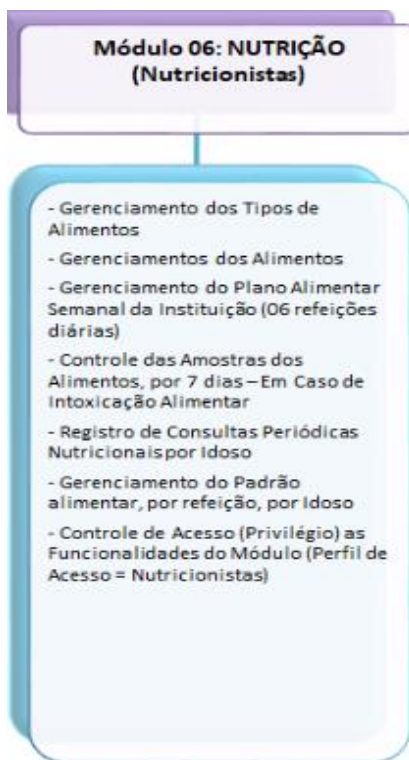 Módulo 06: NUTRIÇÃO
(Nutricionistas)
- Gerenciamento dos Tipos de
Alimentos
- Gerenciamentos dos Alimentos
- Gerenciamento do Plano Alimentar
Semanal da Instituição (06 refeições
diárias)
- Controle das Amostras dos
Alimentos, por 7 dias – Em Caso de
Intoxicação Alimentar
- Registro de Consultas Periódicas
Nutricionais por Idoso
- Gerenciamento do Padrão
alimentar, por refeição, por Idoso
- Controle de Acesso (Privilégio) as
Funcionalidades do Módulo (Perfil de
Acesso = Nutricionistas)